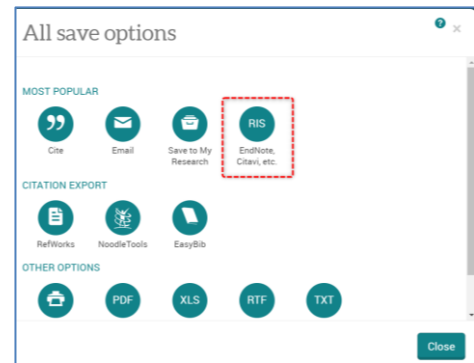 All save options
? ×
MOST POPULAR
Cite
Email
Save to My
Research
RIS
EndNote,
Citavi, etc.
CITATION EXPORT
RefWorks
NoodleTools
EasyBib
OTHER OPTIONS
PDF
XLS
RTF
TXT
Close